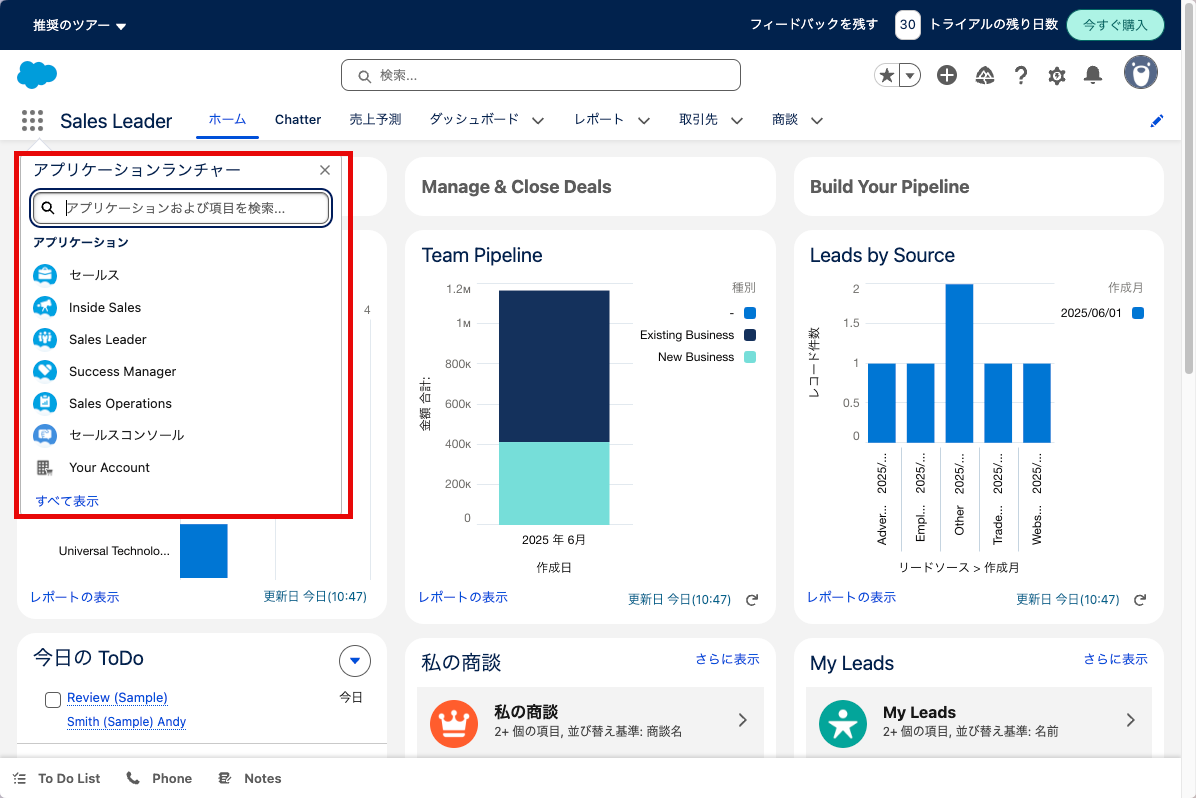 推奨のツアー
フィードバックを残す
30
トライアルの残り日数
今すぐ購入
検索...
Sales Leader
ホーム
Chatter
売上予測
ダッシュボード
レポート
取引先
商談
アプリケーションランチャー
アプリケーションおよび項目を検索...
アプリケーション
セールス
Inside Sales
Sales Leader
Success Manager
Sales Operations
セールスコンソール
Your Account
すべて表示
4
Universal Technolo...
レポートの表示
更新日 今日(10:47)
Manage & Close Deals
Team Pipeline
種別
-
Existing Business
New Business
金額 合計:
1.2M
1M
800K
600K
400K
200K
0
2025 年 6月
作成日
レポートの表示
更新日 今日(10:47)
Build Your Pipeline
Leads by Source
作成月
2025/06/01
レコード件数
2
1.5
1
0.5
0
Adver... 2025/...
Empl... 2025/...
Other 2025/...
Trade... 2025/...
Webs... 2025/...
リードソース > 作成月
レポートの表示
更新日 今日(10:47)
今日の ToDo
Review (Sample)
今日
Smith (Sample) Andy
私の商談
さらに表示
私の商談
2+ 個の項目, 並び替え基準: 商談名
My Leads
さらに表示
My Leads
2+ 個の項目, 並び替え基準: 名前
To Do List
Phone
Notes